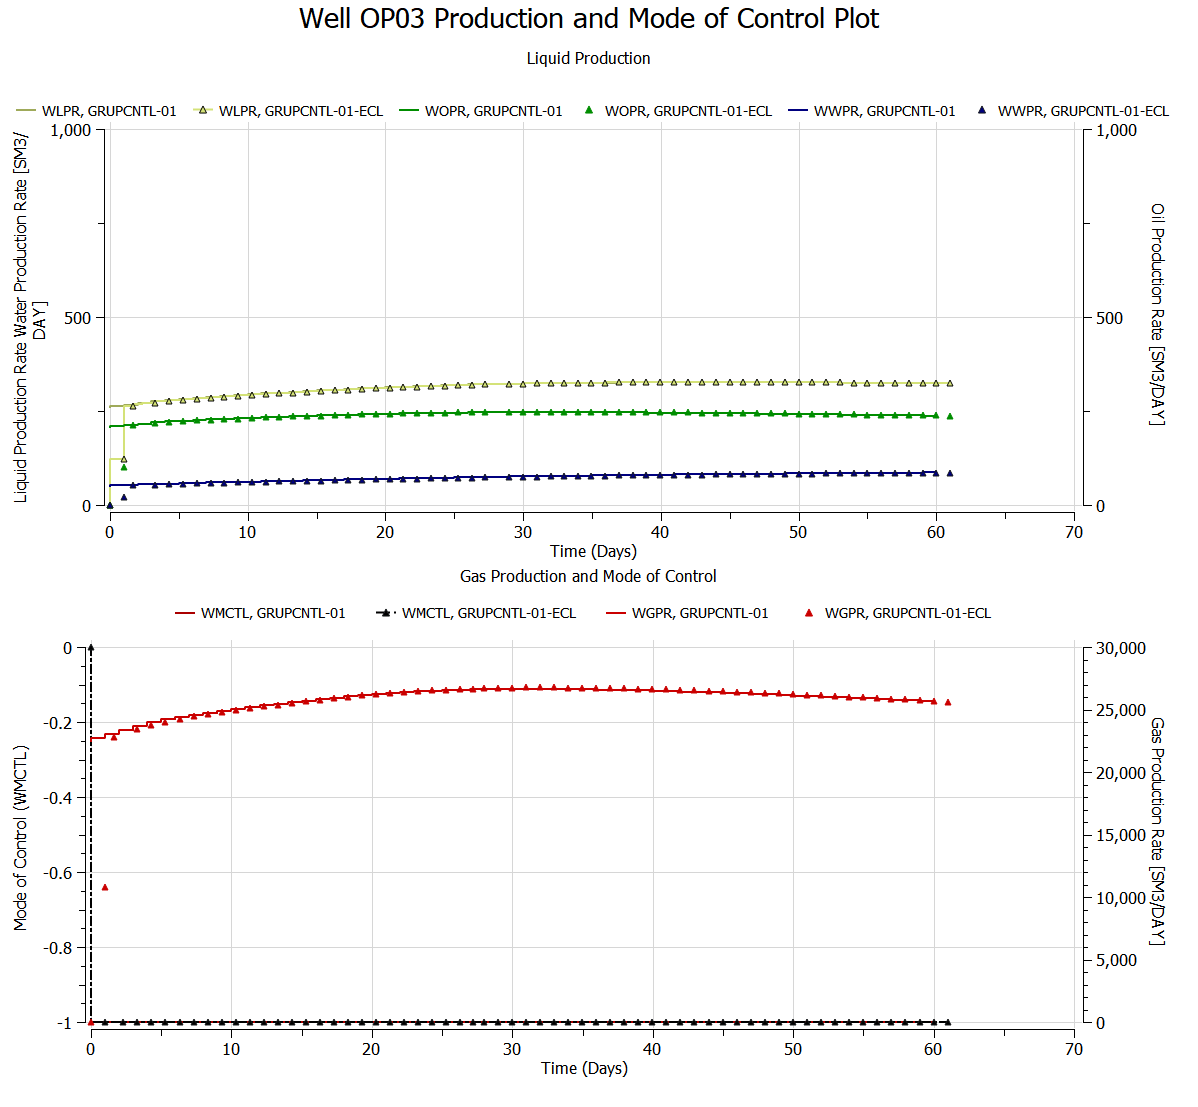 Well OP03 Production and Mode of Control Plot
Liquid Production
WLPR, GRUPCNTL-01 WLPR, GRUPCNTL-01-ECL WOPR, GRUPCNTL-01 WOPR, GRUPCNTL-01-ECL WWPR, GRUPCNTL-01 WWPR, GRUPCNTL-01-ECL
Liquid Production Rate Water Production Rate [SM3/
DAY]
1,000
500
0
1,000
500
0
Oil Production Rate [SM3/DAY]
0 10 20 30 40 50 60 70
Time (Days)
Gas Production and Mode of Control
WMCTL, GRUPCNTL-01 WMCTL, GRUPCNTL-01-ECL WGPR, GRUPCNTL-01 WGPR, GRUPCNTL-01-ECL
Mode of Control (WMCTL)
0
-0.2
-0.4
-0.6
-0.8
-1
30,000
25,000
20,000
15,000
10,000
5,000
0
Gas Production Rate [SM3/DAY]
0 10 20 30 40 50 60 70
Time (Days)